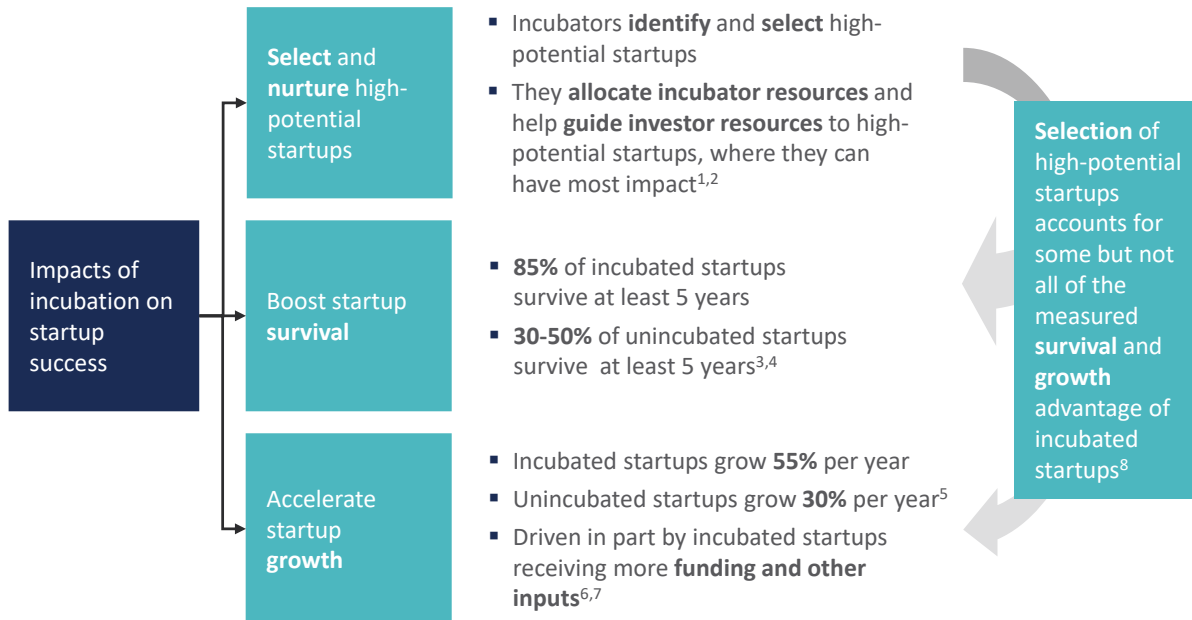 Impacts of
incubation on
startup
success
Select and
nurture high-
potential
startups
▪ Incubators identify and select high-
potential startups
▪ They allocate incubator resources and
help guide investor resources to high-
potential startups, where they can
have most impact1,2
Boost startup
survival
▪ 85% of incubated startups
survive at least 5 years
▪ 30-50% of unincubated startups
survive  at least 5 years3,4
Accelerate
startup
growth
▪ Incubated startups grow 55% per year
▪ Unincubated startups grow 30% per year5
▪ Driven in part by incubated startups
receiving more funding and other
inputs6,7
Selection of
high-potential
startups
accounts for
some but not
all of the
measured
survival and
growth
advantage of
incubated
startups8